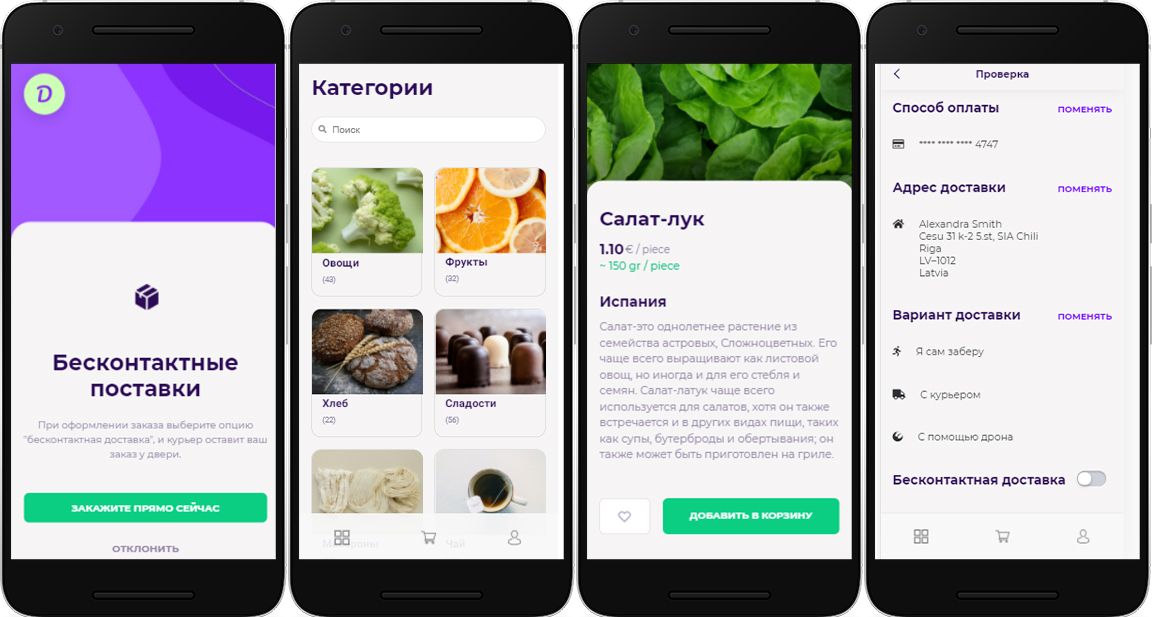 D
Бесконтактные
поставки
При оформлении заказа выберите опцию
"бесконтактная доставка", и курьер оставит ваш
заказ у двери.
ЗАКАЖИТЕ ПРЯМО СЕЙЧАС
ОТКЛОНИТЬ
Категории
Поиск
Овощи
(43)
Фрукты
(32)
Хлеб
(22)
Сладости
(56)
Макароны
Чай
Салат-лук
1.10 € / piece
~ 150 gr / piece
Испания
Салат-это однолетнее растение из
семейства астровых, Сложноцветных. Его
чаще всего выращивают как листовой
овощ, но иногда и для его стебля и
семян. Салат-латук чаще всего
используется для салатов, хотя он также
встречается и в других видах пищи, таких
как супы, бутерброды и обертывания; он
также может быть приготовлен на гриле.
ДОБАВИТЬ В КОРЗИНУ
Проверка
Способ оплаты ПОМЕНЯТЬ
**** **** **** 4747
Адрес доставки ПОМЕНЯТЬ
Alexandra Smith
Cesu 31 k-2 5.st, SIA Chili
Riga
LV–1012
Latvia
Вариант доставки ПОМЕНЯТЬ
Я сам заберу
С курьером
С помощью дрона
Бесконтактная доставка